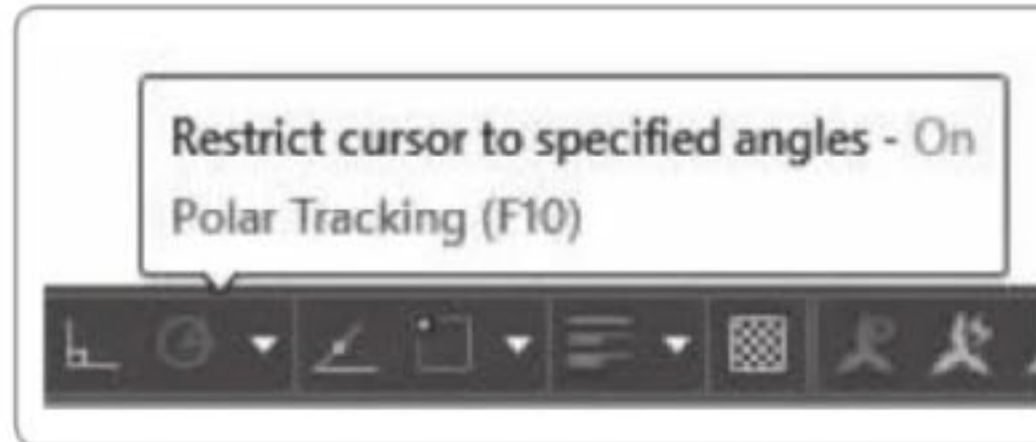 Restrict cursor to specified angles - On
Polar Tracking (F10)